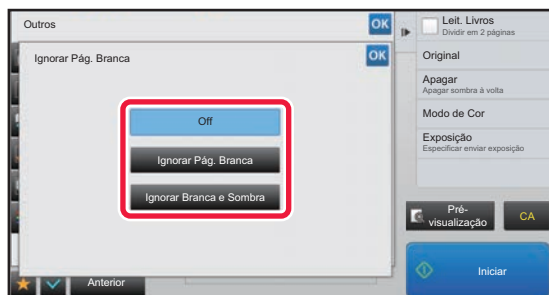 Outros
OK
Ignorar Pág. Branca
OK
Off
Ignorar Pág. Branca
Ignorar Branca e Sombra
Anterior
Leit. Livros
Dividir em 2 páginas
Original
Apagar
Apagar sombra á volta
Modo de Cor
Exposição
Especificar enviar exposição
Pré-
visualização
CA
Iniciar